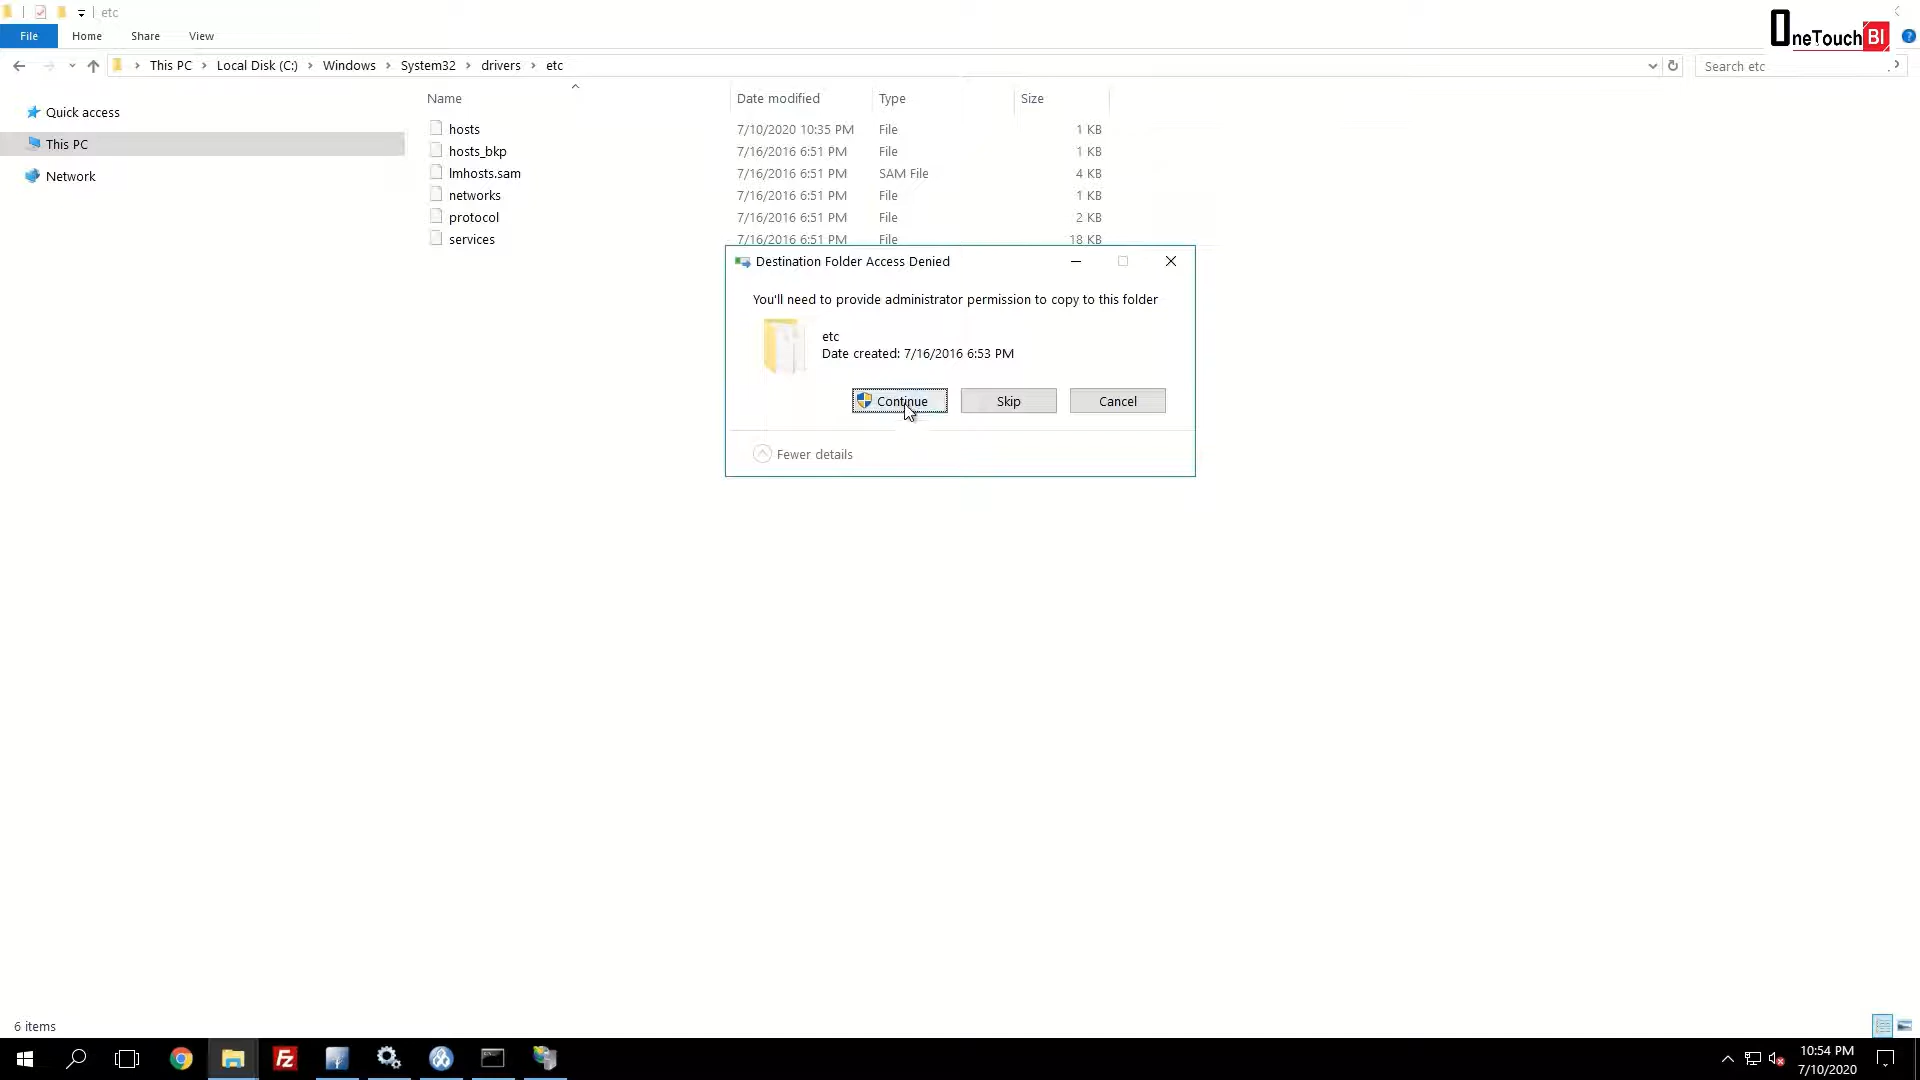 etc
File Home Share View
OneTouchBI
This PC Local Disk (C:) Windows System32 drivers etc
Search etc
Quick access
This PC
Network
Name Date modified Type Size
hosts 7/10/2020 10:35 PM File 1 KB
hosts_bkp 7/16/2016 6:51 PM File 1 KB
lmhosts.sam 7/16/2016 6:51 PM SAM File 4 KB
networks 7/16/2016 6:51 PM File 1 KB
protocol 7/16/2016 6:51 PM File 2 KB
services 7/16/2016 6:51 PM File 18 KB
Destination Folder Access Denied
You'll need to provide administrator permission to copy to this folder
etc
Date created: 7/16/2016 6:53 PM
Continue Skip Cancel
Fewer details
6 items
10:54 PM
7/10/2020